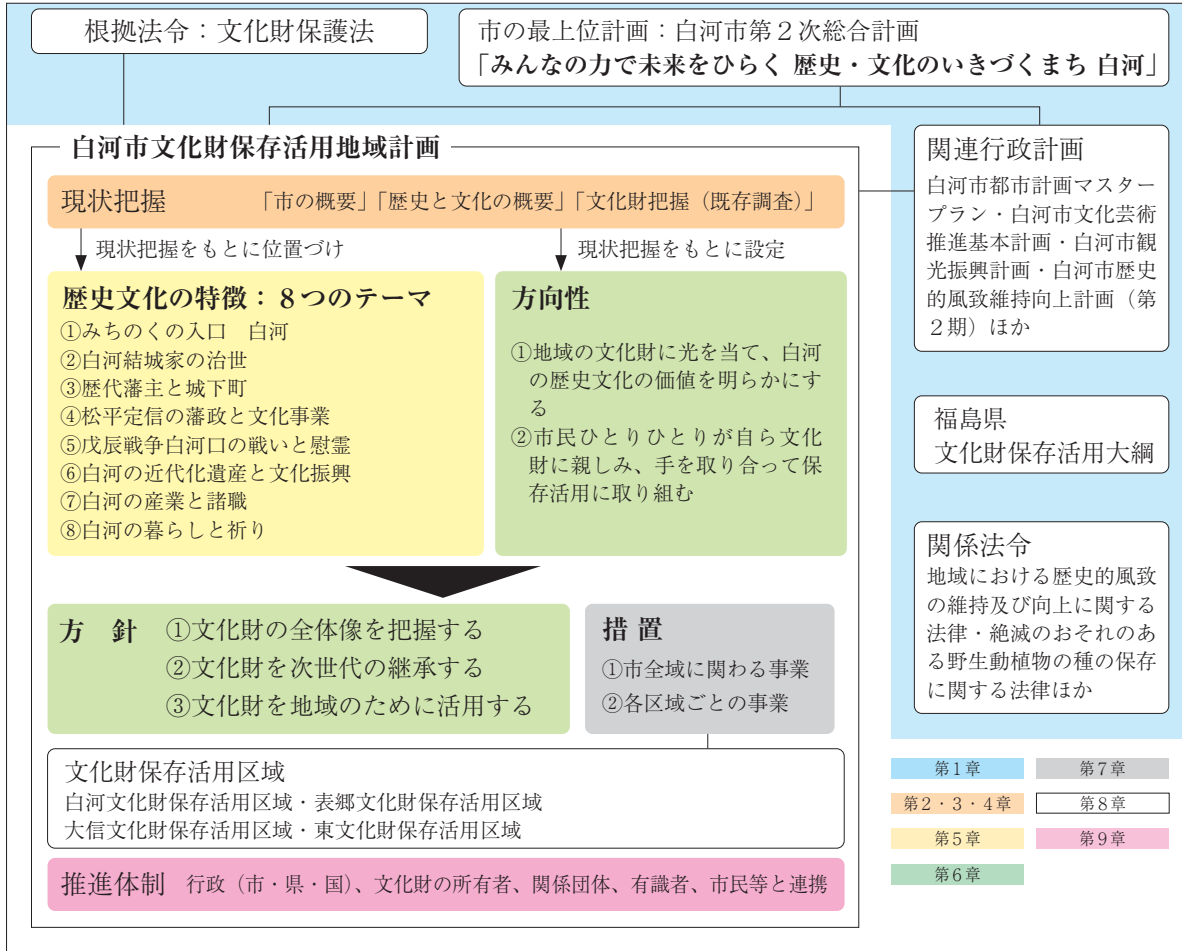 根拠法令：文化財保護法
市の最上位計画：白河市第２次総合計画
「みんなの力で未来をひらく 歴史・文化のいきづくまち 白河」
白河市文化財保存活用地域計画
現状把握　「市の概要」「歴史と文化の概要」「文化財把握（既存調査）」
現状把握をもとに位置づけ
現状把握をもとに設定
歴史文化の特徴：８つのテーマ
①みちのくの入口　白河
②白河結城家の治世
③歴代藩主と城下町
④松平定信の藩政と文化事業
⑤戊辰戦争白河口の戦いと慰霊
⑥白河の近代化遺産と文化振興
⑦白河の産業と諸職
⑧白河の暮らしと祈り
方向性
①地域の文化財に光を当て、白河
の歴史文化の価値を明らかにす
る
②市民ひとりひとりが自ら文化
財に親しみ、手を取り合って保
存活用に取り組む
方　針　①文化財の全体像を把握する
②文化財を次世代の継承する
③文化財を地域のために活用する
措置
①市全域に関わる事業
②各区域ごとの事業
文化財保存活用区域
白河文化財保存活用区域・表郷文化財保存活用区域
大信文化財保存活用区域・東文化財保存活用区域
推進体制　行政（市・県・国）、文化財の所有者、関係団体、有識者、市民等と連携
関連行政計画
白河市都市計画マスター
プラン・白河市文化芸術
推進基本計画・白河市観
光振興計画・白河市歴史
的風致維持向上計画（第
２期）ほか
福島県
文化財保存活用大綱
関係法令
地域における歴史的風致
の維持及び向上に関する
法律・絶滅のおそれのあ
る野生動植物の種の保存
に関する法律ほか
第１章
第２・３・４章
第５章
第６章
第７章
第８章
第９章